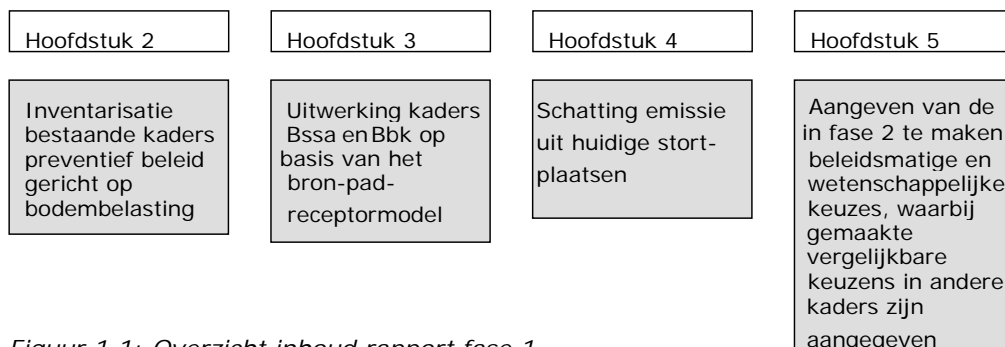 Hoofdstuk 2
Inventarisatie
bestaande kaders
preventief beleid
gericht op
bodembelasting
Hoofdstuk 3
Uitwerking kaders
Bssa en Bbk op
basis van het
bron-pad-
receptormodel
Hoofdstuk 4
Schatting emissie
uit huidige stort-
plaatsen
Hoofdstuk 5
Aangeven van de
in fase 2 te maken
beleidsmatige en
wetenschappelijke
keuzes, waarbij
gemaakte
vergelijkbare
keuzens in andere
kaders zijn
aangegeven
Figuur 1.1: Overzicht inhoud rapport fase 1